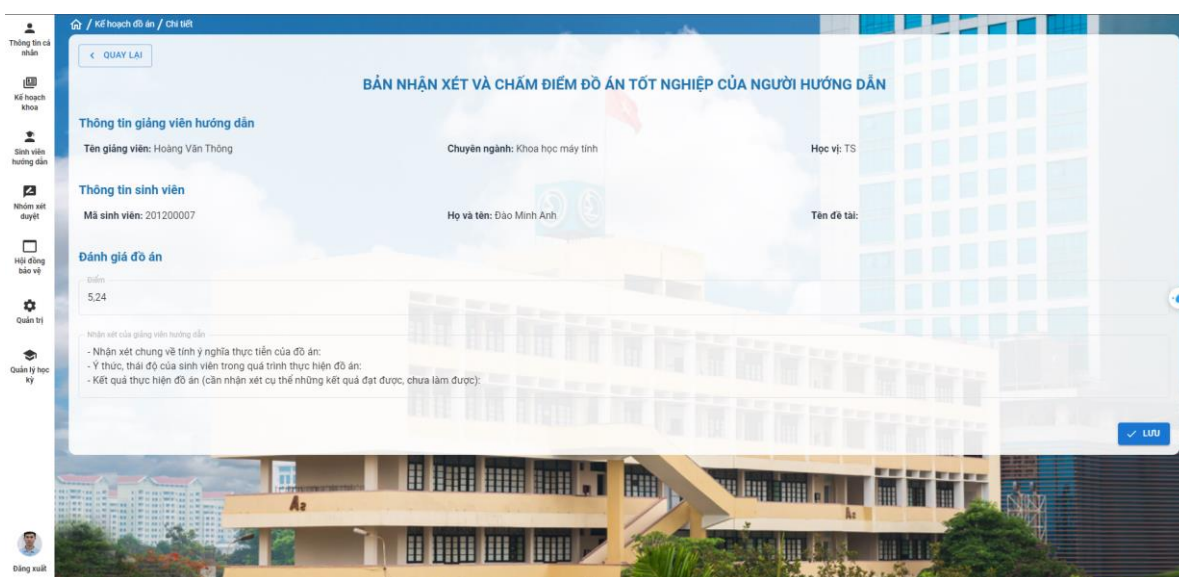 / Kế hoạch đồ án / Chi tiết
Thông tin cá
nhân
Kế hoạch
khoa
Sinh viên
hướng dẫn
Nhóm xét
duyệt
Hội đồng
bảo vệ
Quản trị
Quản lý học
kỳ
Đăng xuất
< QUAY LẠI
BẢN NHẬN XÉT VÀ CHẤM ĐIỂM ĐỒ ÁN TỐT NGHIỆP CỦA NGƯỜI HƯỚNG DẪN
Thông tin giảng viên hướng dẫn
Tên giảng viên: Hoàng Văn Thông Chuyên ngành: Khoa học máy tính Học vị: TS
Thông tin sinh viên
Mã sinh viên: 201200007 Họ và tên: Đào Minh Anh Tên đề tài:
Đánh giá đồ án
Điểm
5,24
Nhận xét của giảng viên hướng dẫn
- Nhận xét chung về tính ý nghĩa thực tiễn của đồ án:
- Ý thức, thái độ của sinh viên trong quá trình thực hiện đồ án:
- Kết quả thực hiện đồ án (cần nhận xét cụ thể những kết quả đạt được, chưa làm được):
LƯU
A2